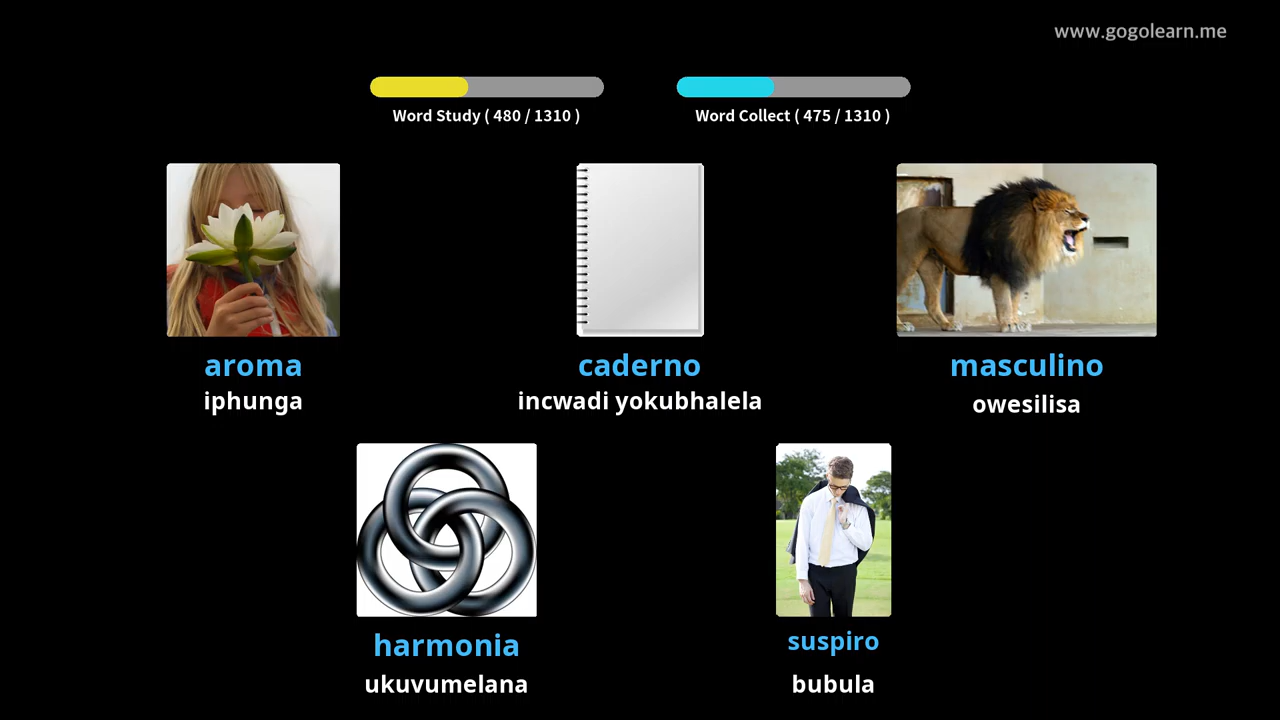 www.gogolearn.me
Word Study ( 480 / 1310 )
Word Collect ( 475 / 1310 )
aroma
iphunga
caderno
incwadi yokubhalela
masculino
owesilisa
harmonia
ukuvumelana
suspiro
bubula